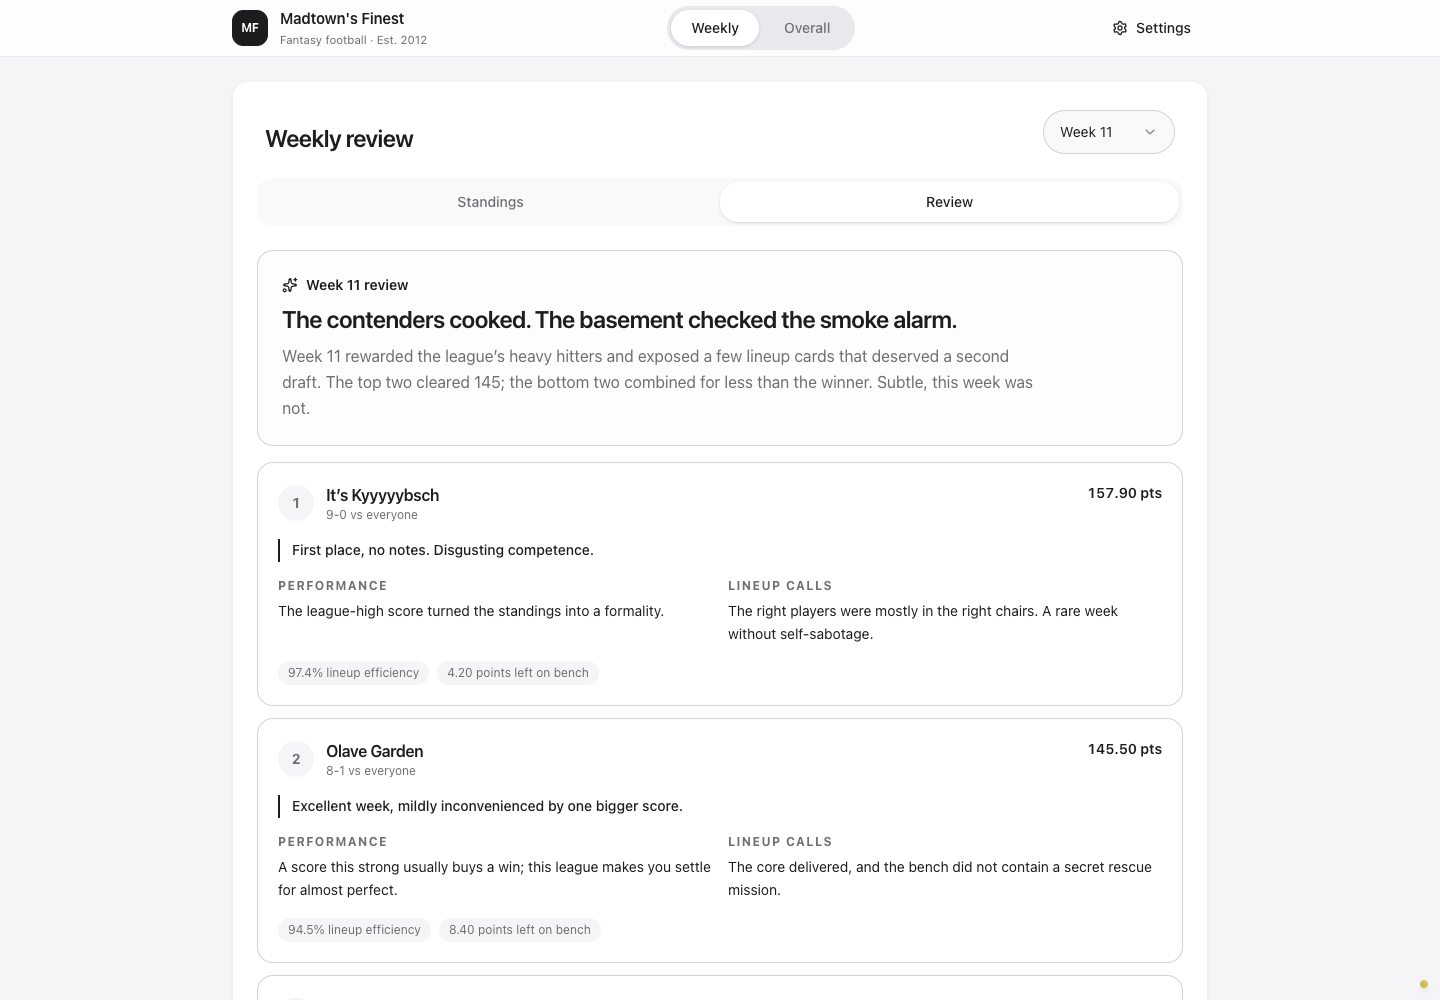 MF
Madtown's Finest
Fantasy football · Est. 2012
Weekly
Overall
Settings
Weekly review
Week 11
Standings
Review
Week 11 review
The contenders cooked. The basement checked the smoke alarm.
Week 11 rewarded the league’s heavy hitters and exposed a few lineup cards that deserved a second
draft. The top two cleared 145; the bottom two combined for less than the winner. Subtle, this week was
not.
1
It’s Kyyyyybsch
9-0 vs everyone
157.90 pts
First place, no notes. Disgusting competence.
PERFORMANCE
The league-high score turned the standings into a formality.
LINEUP CALLS
The right players were mostly in the right chairs. A rare week
without self-sabotage.
97.4% lineup efficiency
4.20 points left on bench
2
Olave Garden
8-1 vs everyone
145.50 pts
Excellent week, mildly inconvenienced by one bigger score.
PERFORMANCE
A score this strong usually buys a win; this league makes you settle
for almost perfect.
LINEUP CALLS
The core delivered, and the bench did not contain a secret rescue
mission.
94.5% lineup efficiency
8.40 points left on bench